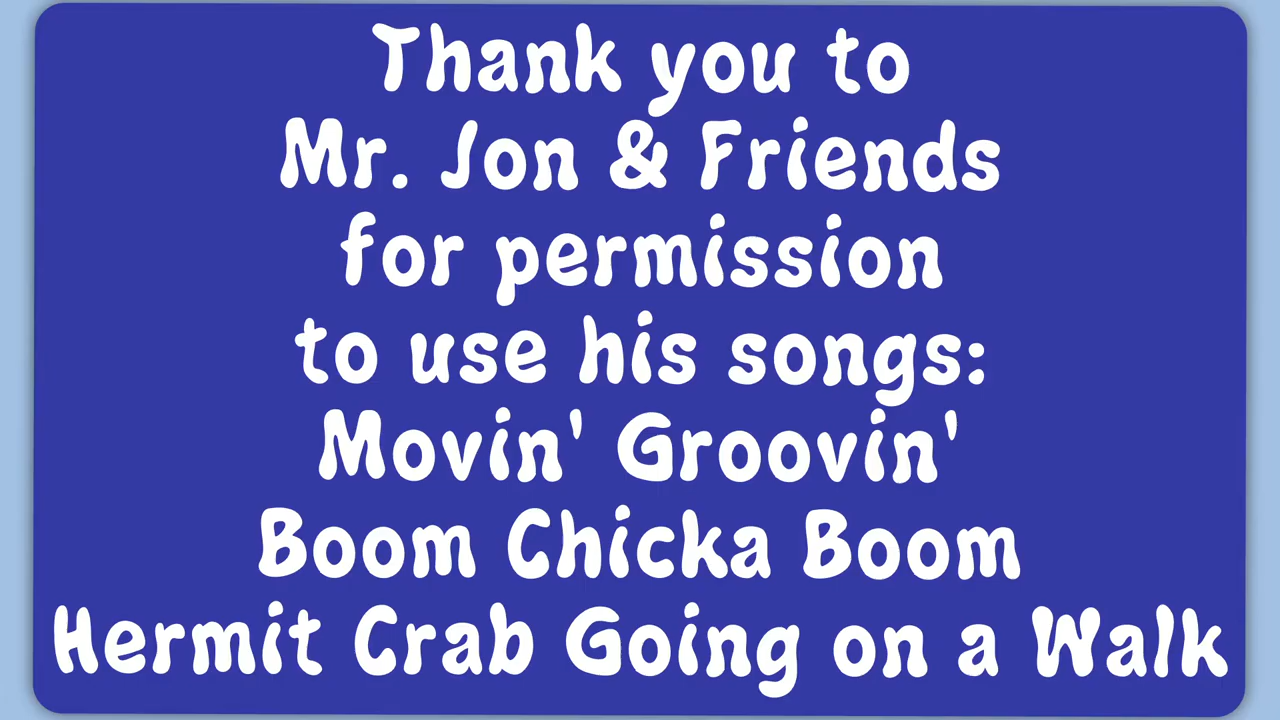 Thank you to
Mr. Jon & Friends
for permission
to use his songs:
Movin' Groovin'
Boom Chicka Boom
Hermit Crab Going on a Walk